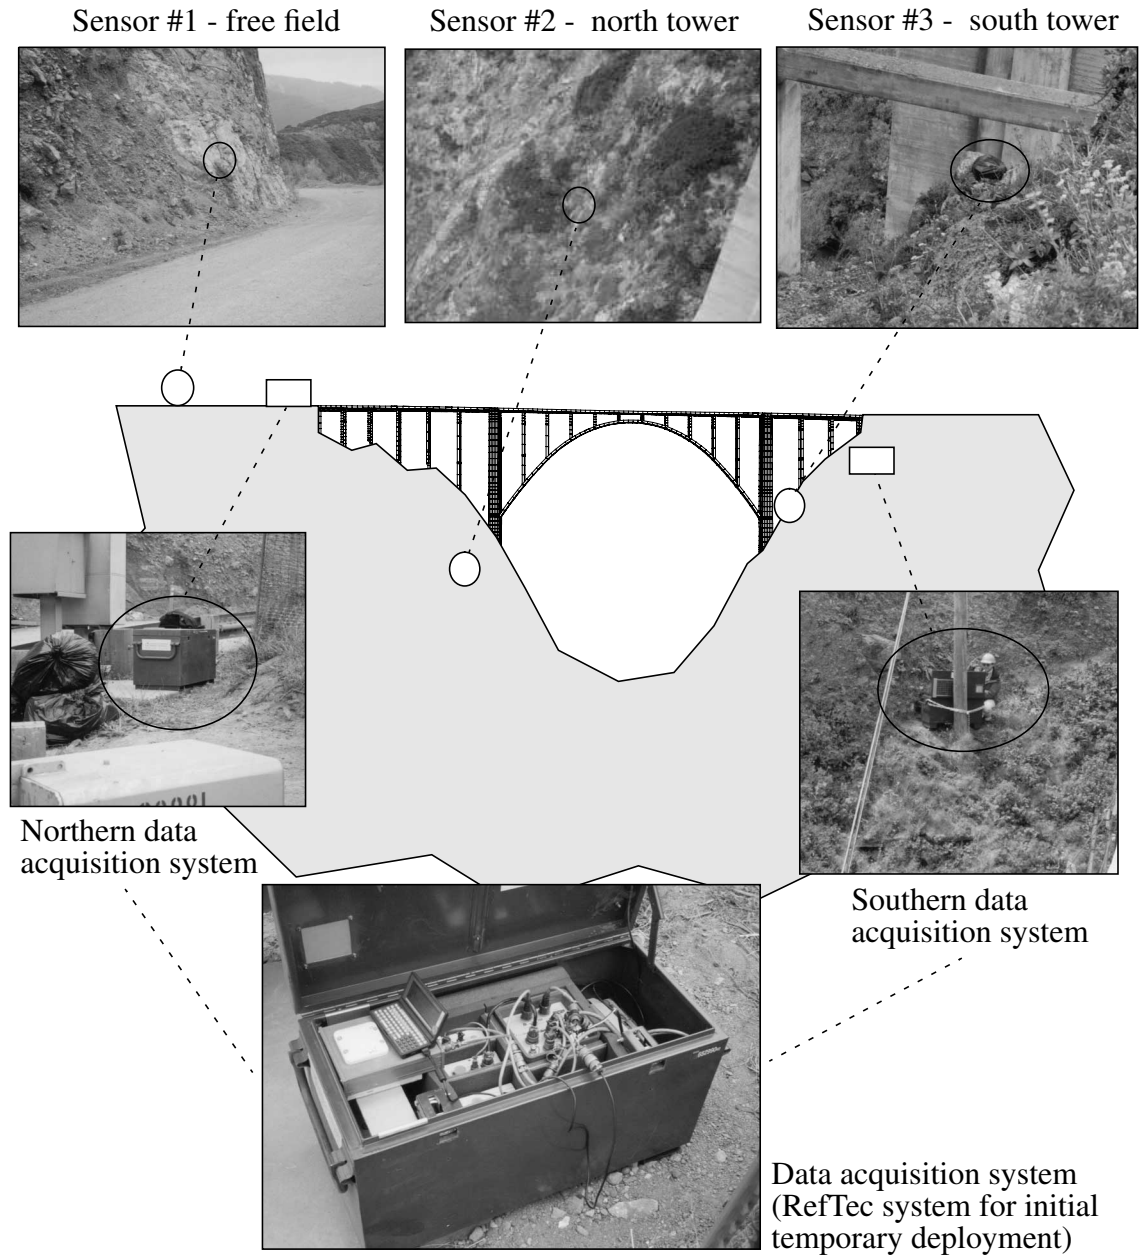 Sensor #1 - free field
Sensor #2 - north tower
Sensor #3 - south tower
Northern data
acquisition system
Southern data
acquisition system
Data acquisition system
(RefTec system for initial
temporary deployment)